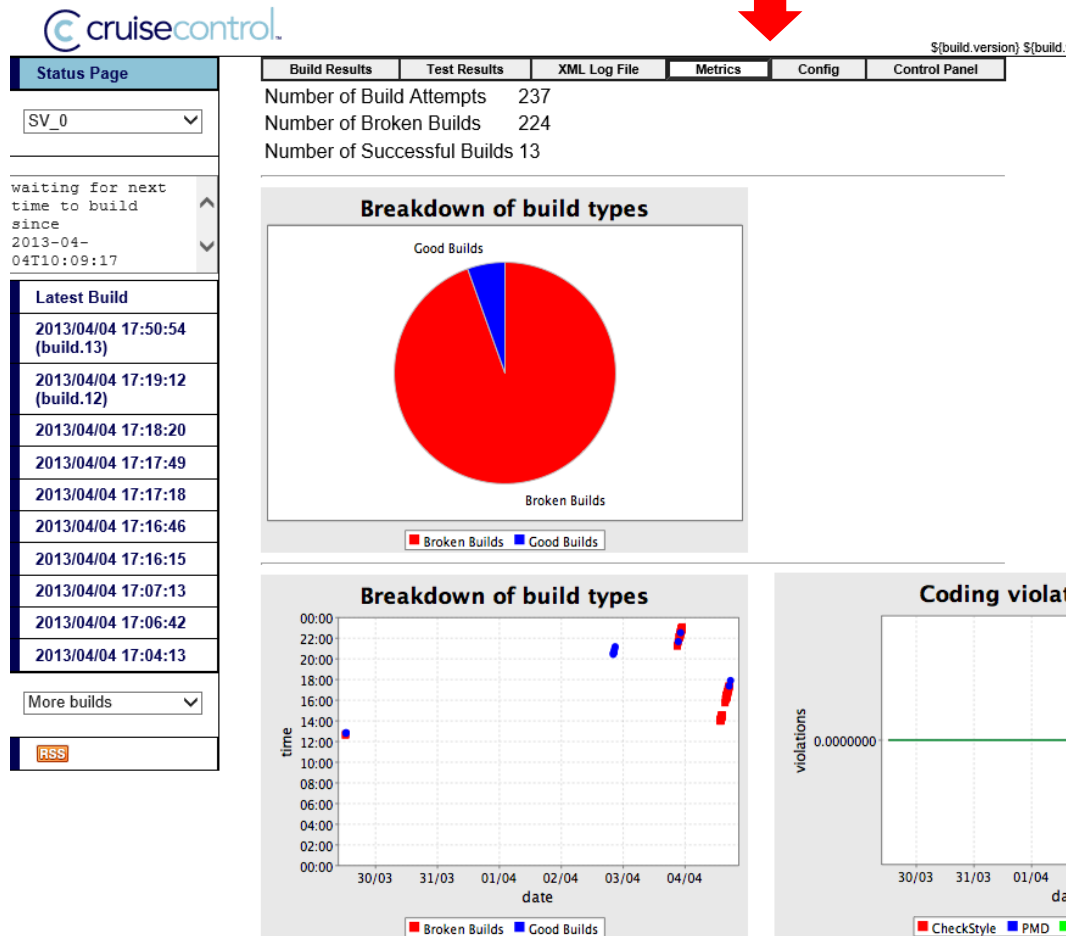 cruisecontrol
${build.version} ${build.
Status Page
Build Results Test Results XML Log File Metrics Config Control Panel
SV_0
waiting for next
time to build
since
2013-04-
04T10:09:17
Latest Build
2013/04/04 17:50:54
(build.13)
2013/04/04 17:19:12
(build.12)
2013/04/04 17:18:20
2013/04/04 17:17:49
2013/04/04 17:17:18
2013/04/04 17:16:46
2013/04/04 17:16:15
2013/04/04 17:07:13
2013/04/04 17:06:42
2013/04/04 17:04:13
More builds
RSS
Number of Build Attempts 237
Number of Broken Builds 224
Number of Successful Builds 13
Breakdown of build types
Good Builds
Broken Builds
Broken Builds Good Builds
Breakdown of build types
00:00
22:00
20:00
18:00
16:00
14:00
12:00
10:00
08:00
06:00
04:00
02:00
00:00
time
30/03 31/03 01/04 02/04 03/04 04/04
date
Broken Builds Good Builds
Coding violat
violations
0.0000000
30/03 31/03 01/04
da
CheckStyle PMD